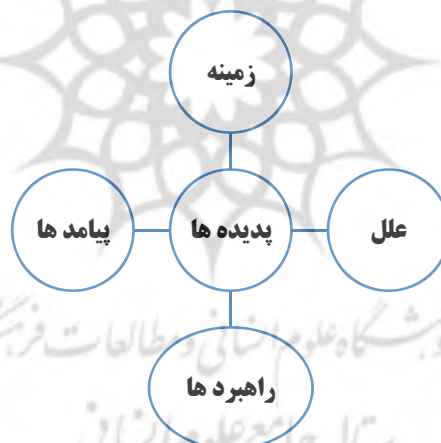 زمینه
علل
پدیده ها
پیامد ها
راهبرد ها